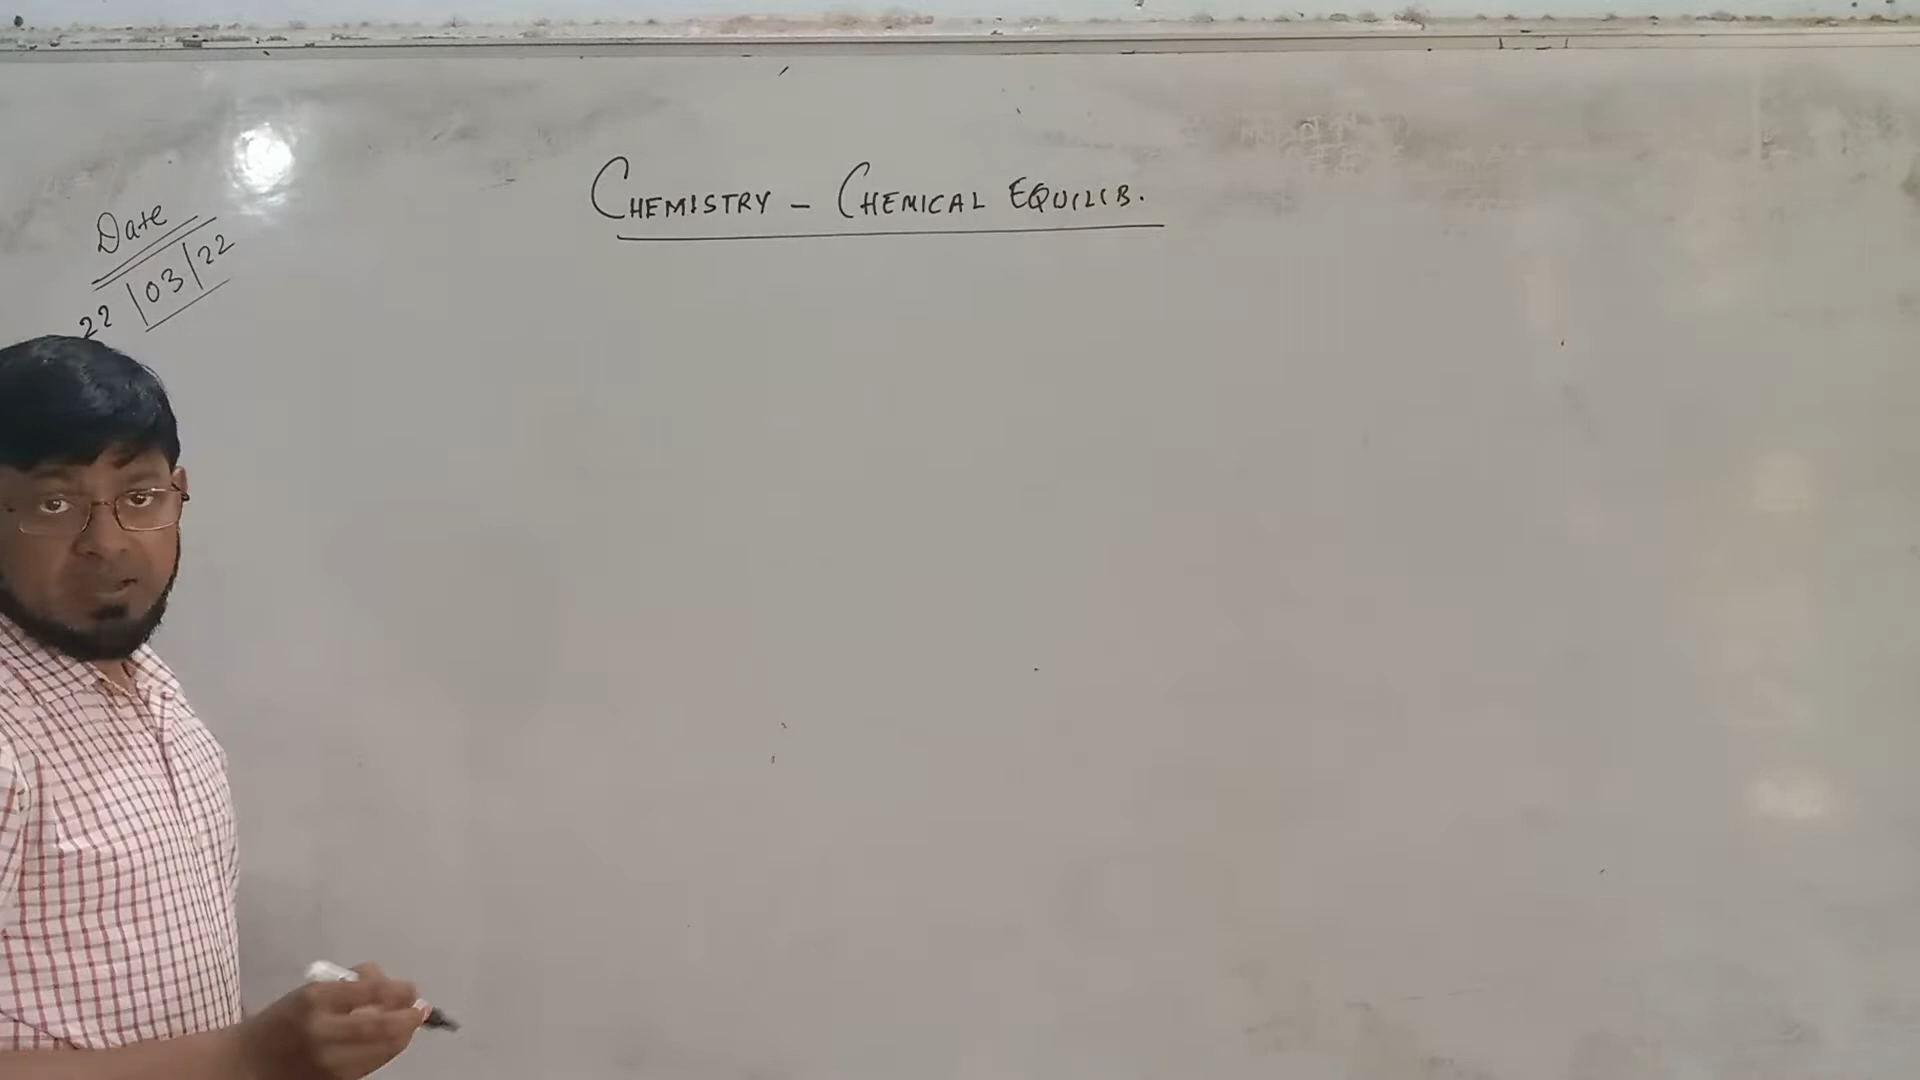 Date
22/03/22
CHEMISTRY – CHEMICAL EQUILIB.